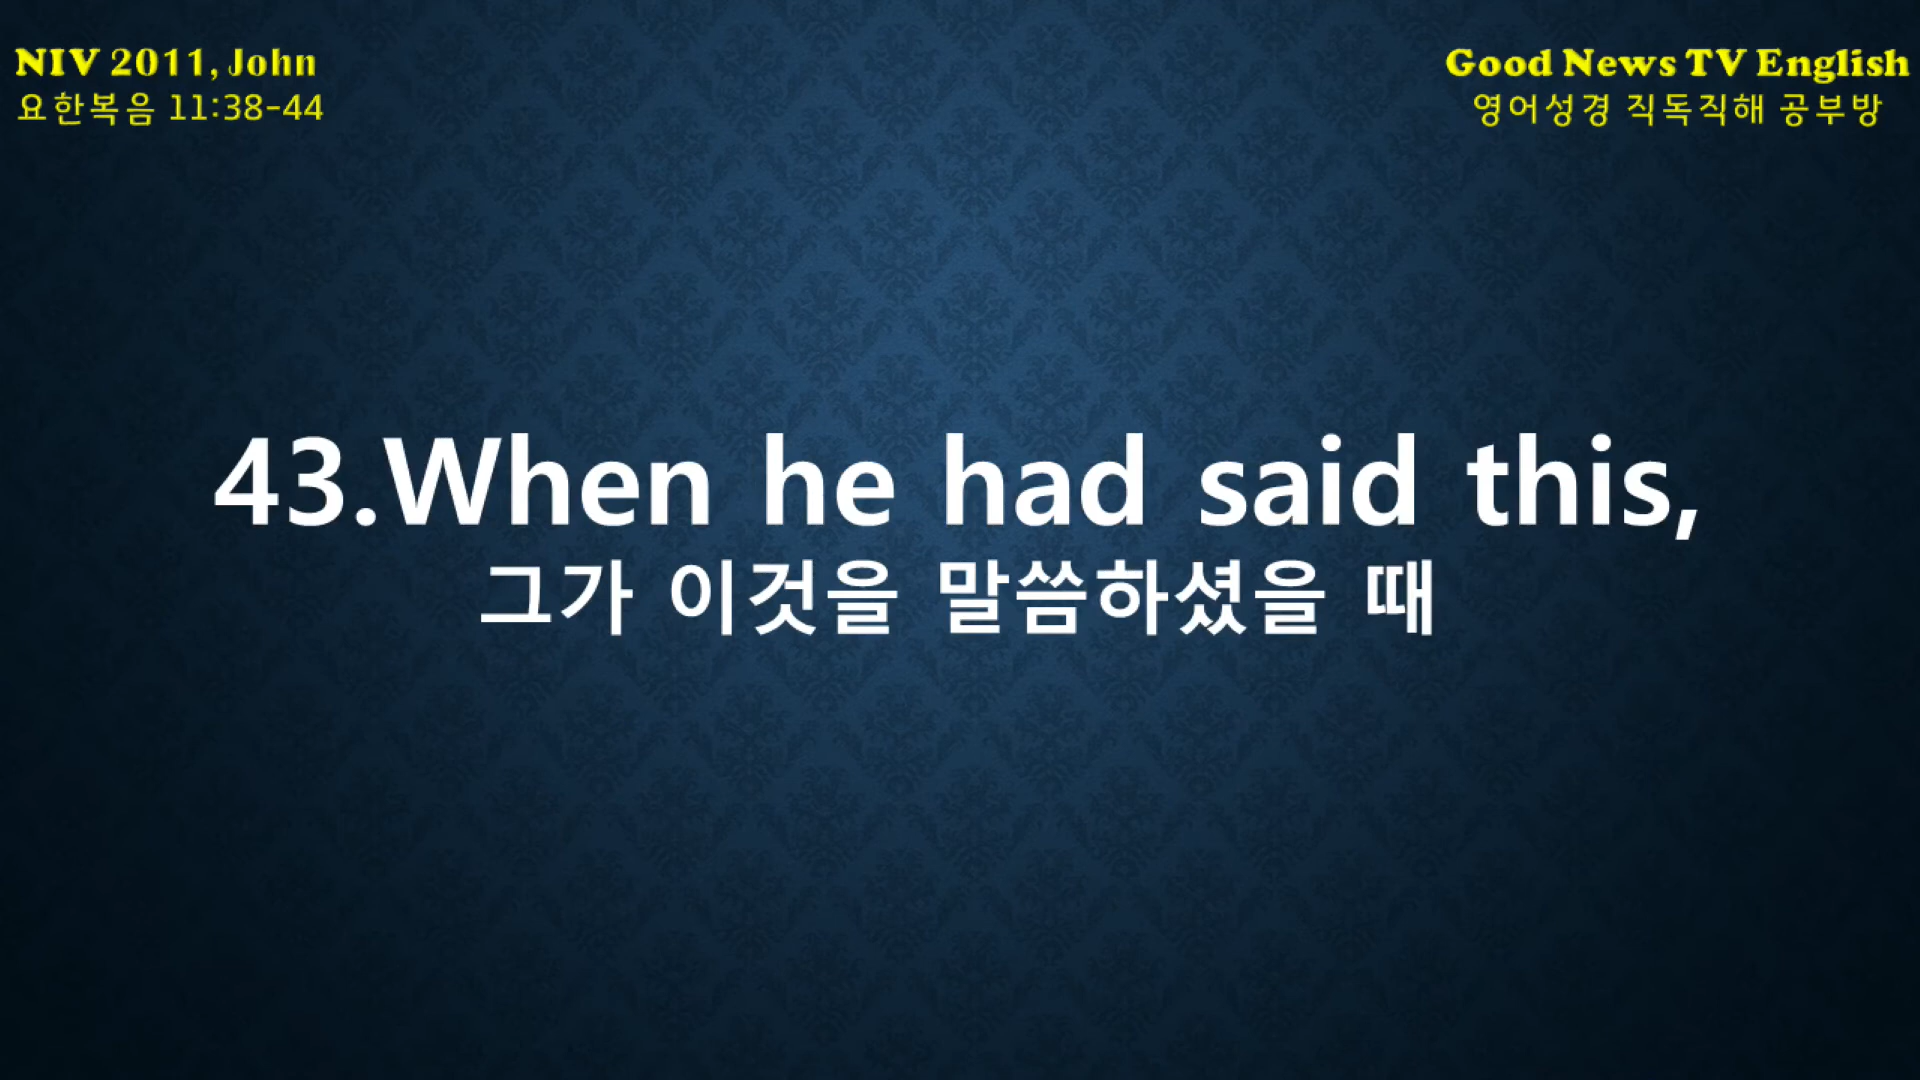 NIV 2011, John
요한복음 11:38-44
Good News TV English
영어성경 직독직해 공부방
43.When he had said this,
그가 이것을 말씀하셨을 때